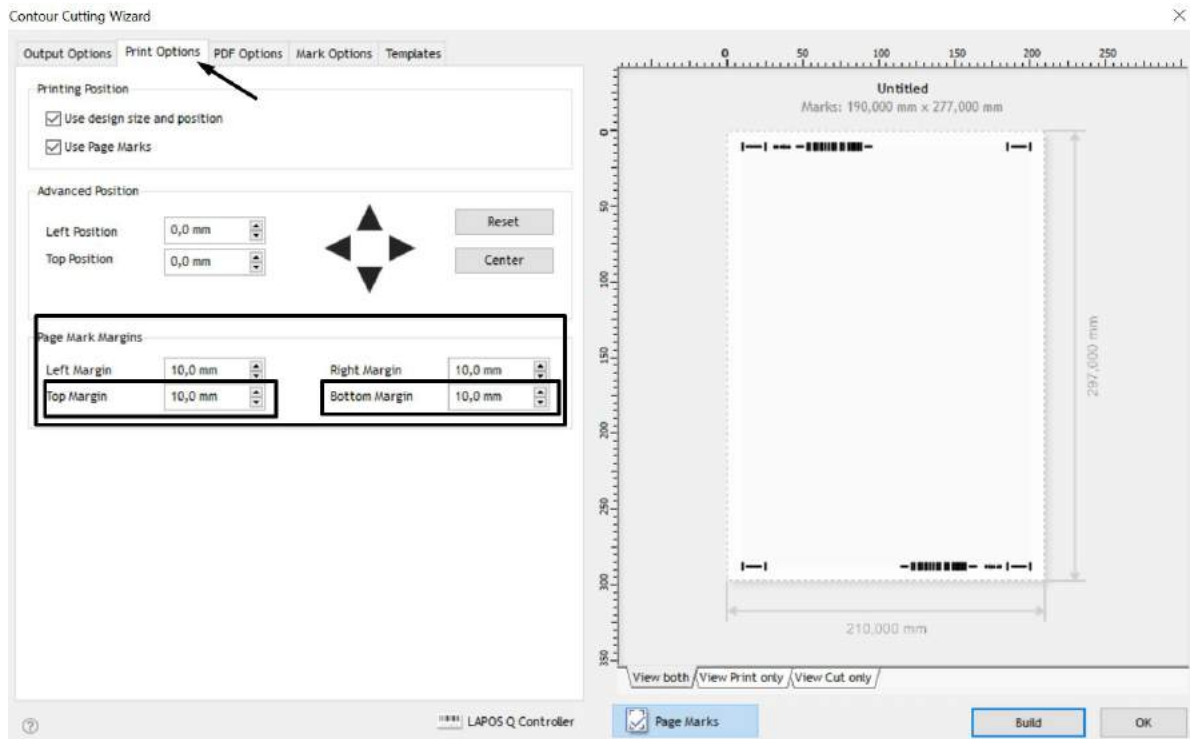 Contour Cutting Wizard
Output Options Print Options PDF Options Mark Options Templates
Printing Position
Use design size and position
Use Page Marks
Advanced Position
Left Position 0,0 mm Reset
Top Position 0,0 mm Center
Page Mark Margins
Left Margin 10,0 mm Right Margin 10,0 mm
Top Margin 10,0 mm Bottom Margin 10,0 mm
LAPOS Q Controller
0 50 100 150 200 250
Untitled
Marks: 190,000 mm x 277,000 mm
0
50
100
150
200
250
300
350
297,000 mm
210,000 mm
View both View Print only View Cut only
Page Marks Build OK